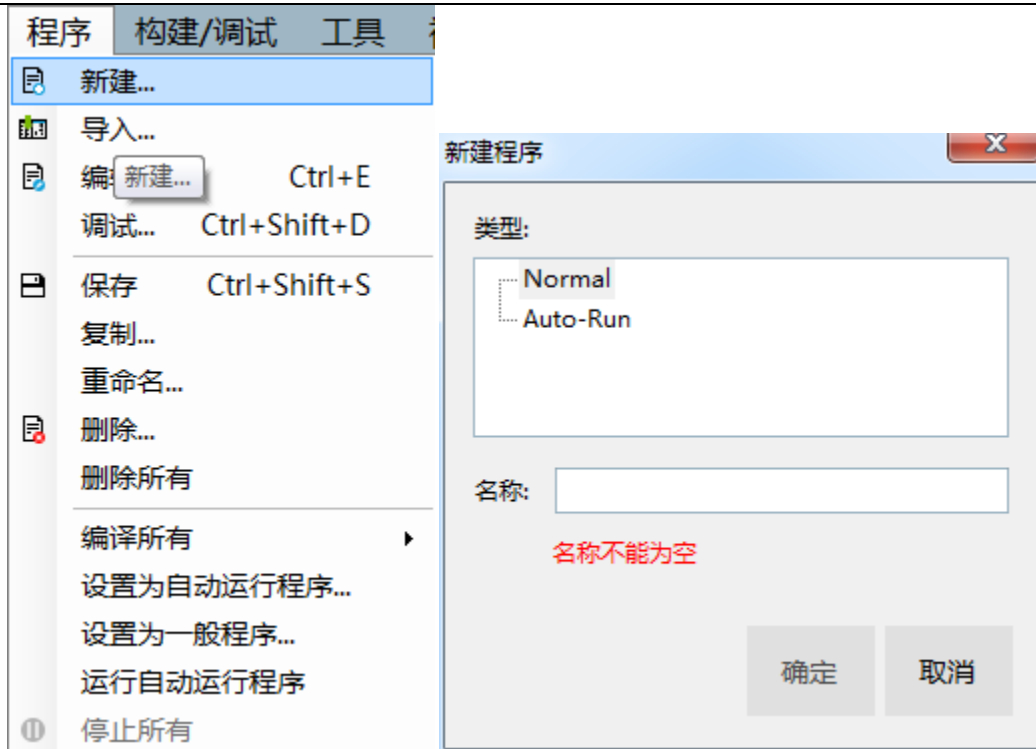 程序 构建/调试 工具
新建...
导入...
新建... Ctrl+E
调试... Ctrl+Shift+D
保存 Ctrl+Shift+S
复制...
重命名...
删除...
删除所有
编译所有
设置为自动运行程序...
设置为一般程序...
运行自动运行程序
停止所有
新建程序
类型:
Normal
Auto-Run
名称:
名称不能为空
确定 取消